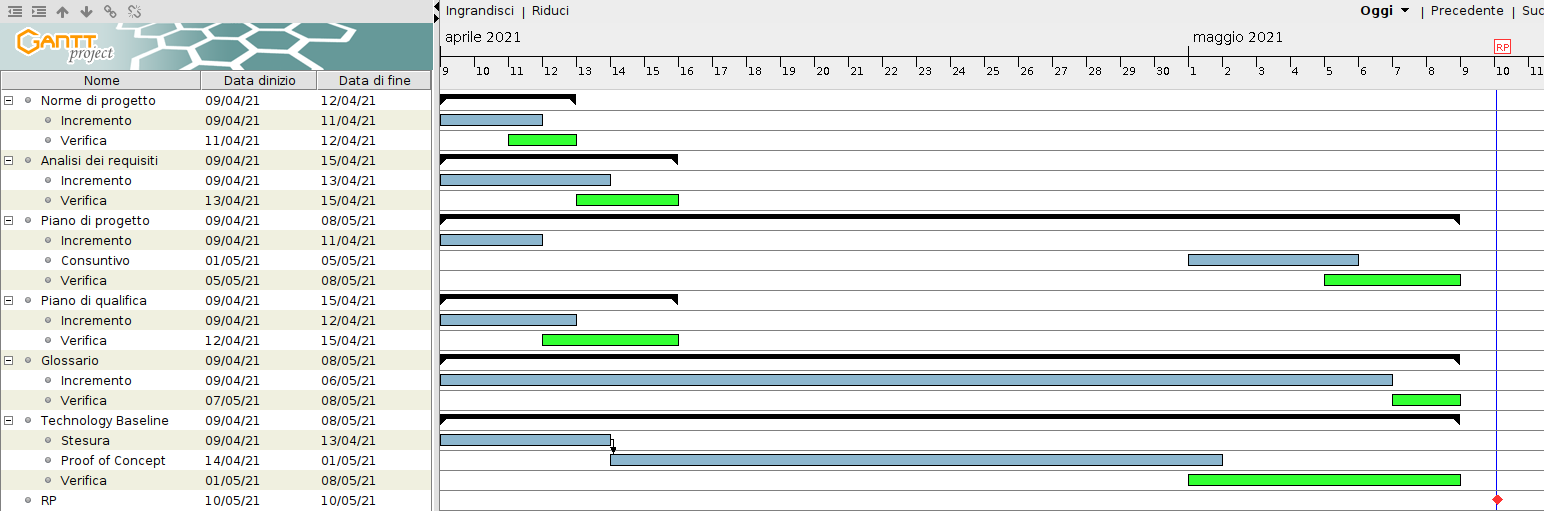 Ingrandisci | Riduci
Oggi | Precedente | Suc
GANTT project
aprile 2021 maggio 2021
RP
9 10 11 12 13 14 15 16 17 18 19 20 21 22 23 24 25 26 27 28 29 30 1 2 3 4 5 6 7 8 9 10 11
Nome Data dinizio Data di fine
Norme di progetto 09/04/21 12/04/21
Incremento 09/04/21 11/04/21
Verifica 11/04/21 12/04/21
Analisi dei requisiti 09/04/21 15/04/21
Incremento 09/04/21 13/04/21
Verifica 13/04/21 15/04/21
Piano di progetto 09/04/21 08/05/21
Incremento 09/04/21 11/04/21
Consuntivo 01/05/21 05/05/21
Verifica 05/05/21 08/05/21
Piano di qualifica 09/04/21 15/04/21
Incremento 09/04/21 12/04/21
Verifica 12/04/21 15/04/21
Glossario 09/04/21 08/05/21
Incremento 09/04/21 06/05/21
Verifica 07/05/21 08/05/21
Technology Baseline 09/04/21 08/05/21
Stesura 09/04/21 13/04/21
Proof of Concept 14/04/21 01/05/21
Verifica 01/05/21 08/05/21
RP 10/05/21 10/05/21